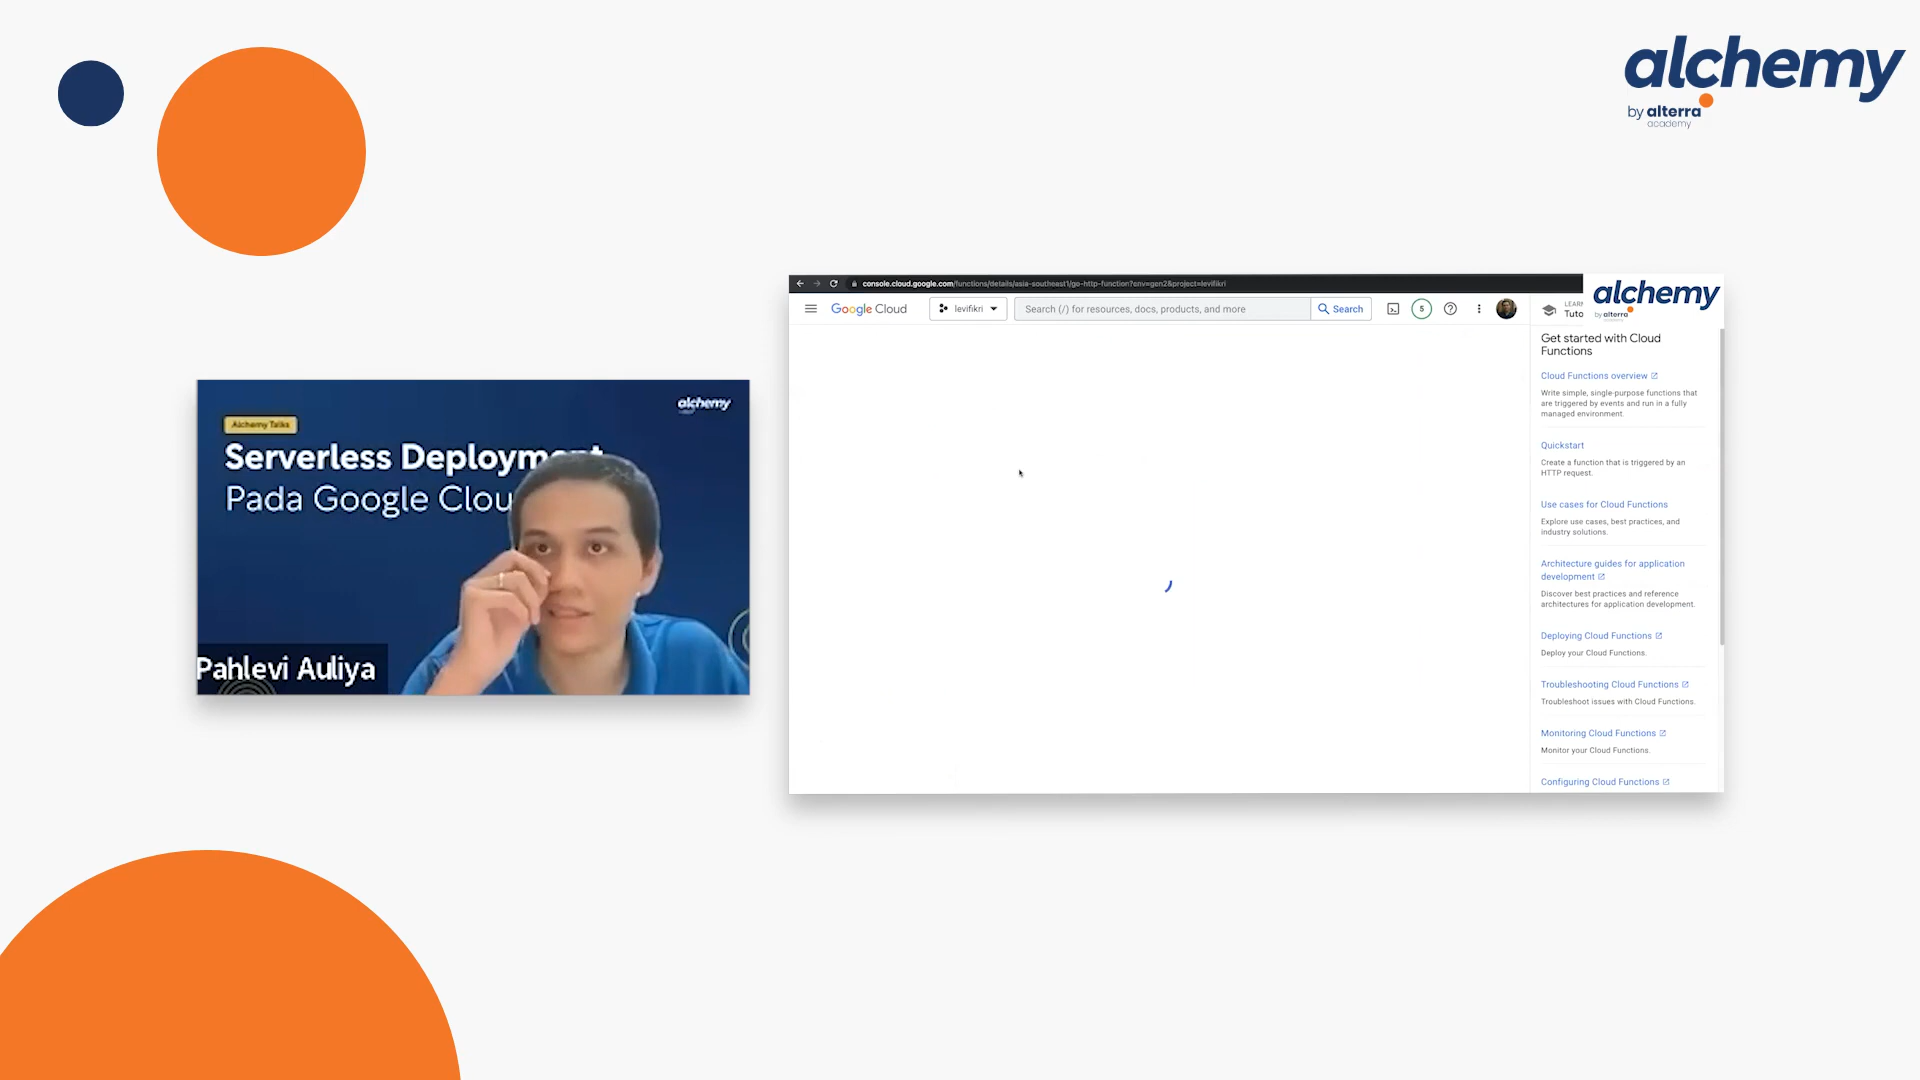 alchemy
by alterra
academy
alchemy
Alchemy Talks
Serverless Deployment
Pada Google Clou
Pahlevi Auliya
console.cloud.google.com/functions/details/asia-southeast1/go-http-function?env=gen2&project=levifikri
Google Cloud
levifikri
Search (/) for resources, docs, products, and more
Search
5
LEARN
Tuto
alchemy
by alterra
Get started with Cloud
Functions
Cloud Functions overview
Write simple, single-purpose functions that
are triggered by events and run in a fully
managed environment.
Quickstart
Create a function that is triggered by an
HTTP request.
Use cases for Cloud Functions
Explore use cases, best practices, and
industry solutions.
Architecture guides for application
development
Discover best practices and reference
architectures for application development.
Deploying Cloud Functions
Deploy your Cloud Functions.
Troubleshooting Cloud Functions
Troubleshoot issues with Cloud Functions.
Monitoring Cloud Functions
Monitor your Cloud Functions.
Configuring Cloud Functions